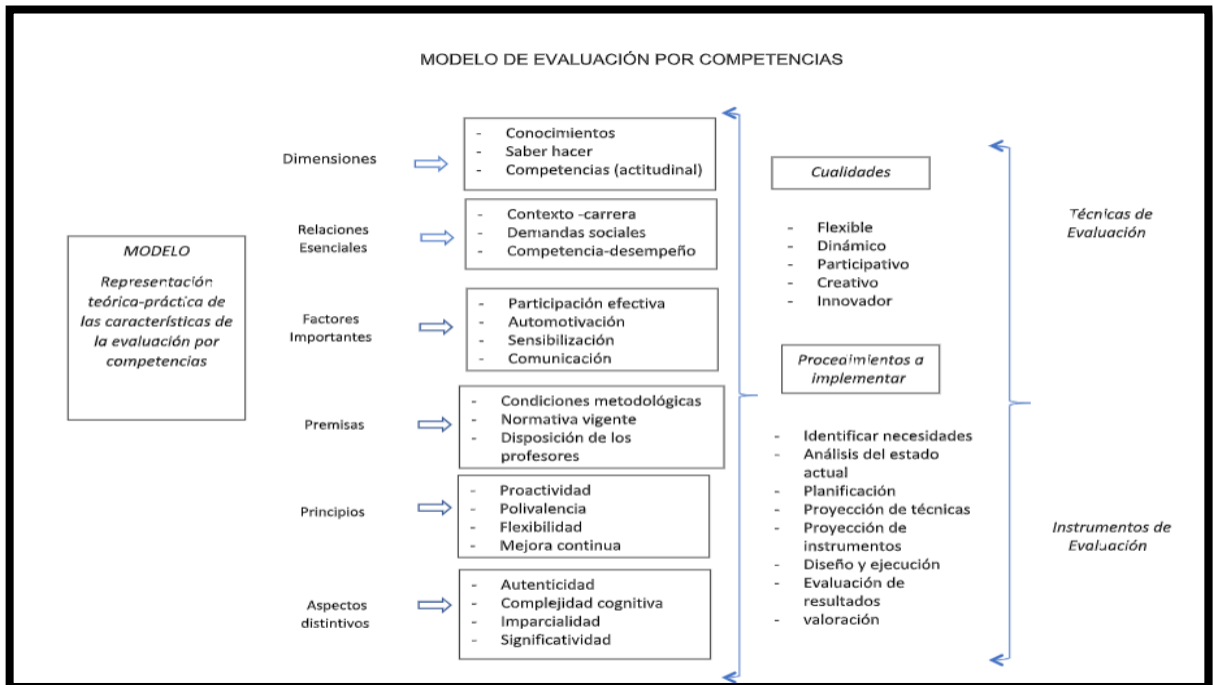 MODELO DE EVALUACIÓN POR COMPETENCIAS
MODELO
Representación
teórica-práctica de
las características de
la evaluación por
competencias
Dimensiones
- Conocimientos
- Saber hacer
- Competencias (actitudinal)
Relaciones
Esenciales
- Contexto -carrera
- Demandas sociales
- Competencia-desempeño
Factores
Importantes
- Participación efectiva
- Automotivación
- Sensibilización
- Comunicación
Premisas
- Condiciones metodológicas
- Normativa vigente
- Disposición de los
profesores
Principios
- Proactividad
- Polivalencia
- Flexibilidad
- Mejora continua
Aspectos
distintivos
- Autenticidad
- Complejidad cognitiva
- Imparcialidad
- Significatividad
Cualidades
- Flexible
- Dinámico
- Participativo
- Creativo
- Innovador
Procedimientos a
implementar
- Identificar necesidades
- Análisis del estado
actual
- Planificación
- Proyección de técnicas
- Proyección de
instrumentos
- Diseño y ejecución
- Evaluación de
resultados
- valoración
Técnicas de
Evaluación
Instrumentos de
Evaluación